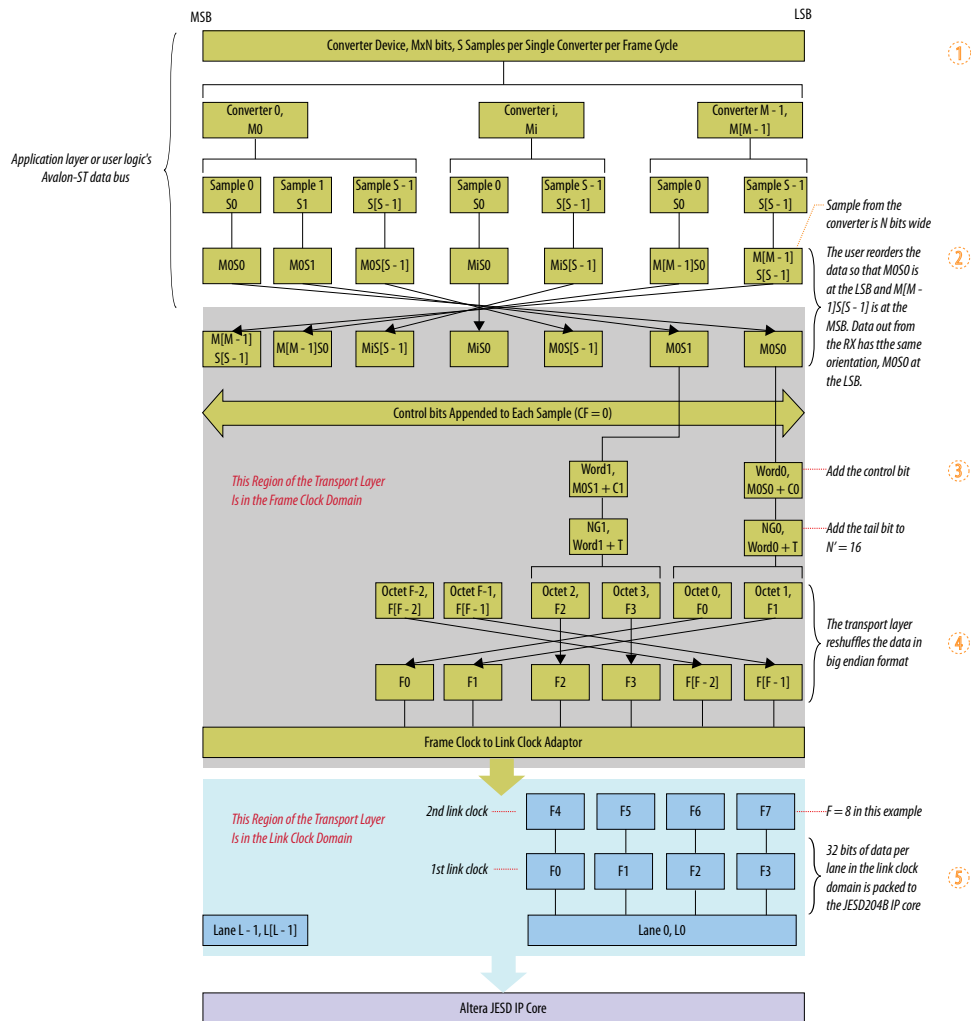 MSB
LSB
Converter Device, MxN bits, S Samples per Single Converter per Frame Cycle
1
Application layer or user logic's
Avalon-ST data bus
Converter 0,
M0
Converter i,
Mi
Converter M - 1,
M[M - 1]
Sample 0
S0
Sample 1
S1
Sample S - 1
S[S - 1]
Sample 0
S0
Sample S - 1
S[S - 1]
Sample 0
S0
Sample S - 1
S[S - 1]
Sample from the
converter is N bits
wide
M0S0
M0S1
M0S[S - 1]
MiS0
MiS[S - 1]
M[M - 1]S0
M[M - 1]
S[S - 1]
The user reorders the
data so that M0S0 is
at the LSB and M[M -
1]S[S - 1] is at the
MSB. Data out from
the RX has tthe same
orientation, M0S0 at
the LSB.
2
M[M - 1]
S[S - 1]
M[M - 1]S0
MiS[S - 1]
MiS0
M0S[S - 1]
M0S1
M0S0
Control bits Appended to Each Sample (CF = 0)
This Region of the Transport Layer
Is in the Frame Clock Domain
Word1,
M0S1 + C1
Word0,
M0S0 + C0
Add the control bit
3
NG1,
Word1 + T
NG0,
Word0 + T
Add the tail bit to
N' = 16
Octet F-2,
F[F - 2]
Octet F-1,
F[F - 1]
Octet 2,
F2
Octet 3,
F3
Octet 0,
F0
Octet 1,
F1
The transport layer
reshuffles the data in
big endian format
4
F0
F1
F2
F3
F[F - 2]
F[F - 1]
Frame Clock to Link Clock Adaptor
This Region of the Transport Layer
Is in the Link Clock Domain
2nd link clock
F4
F5
F6
F7
F = 8 in this example
1st link clock
F0
F1
F2
F3
32 bits of data per
lane in the link clock
domain is packed to
the JESD204B IP core
5
Lane L - 1, L[L - 1]
Lane 0, L0
Altera JESD IP Core